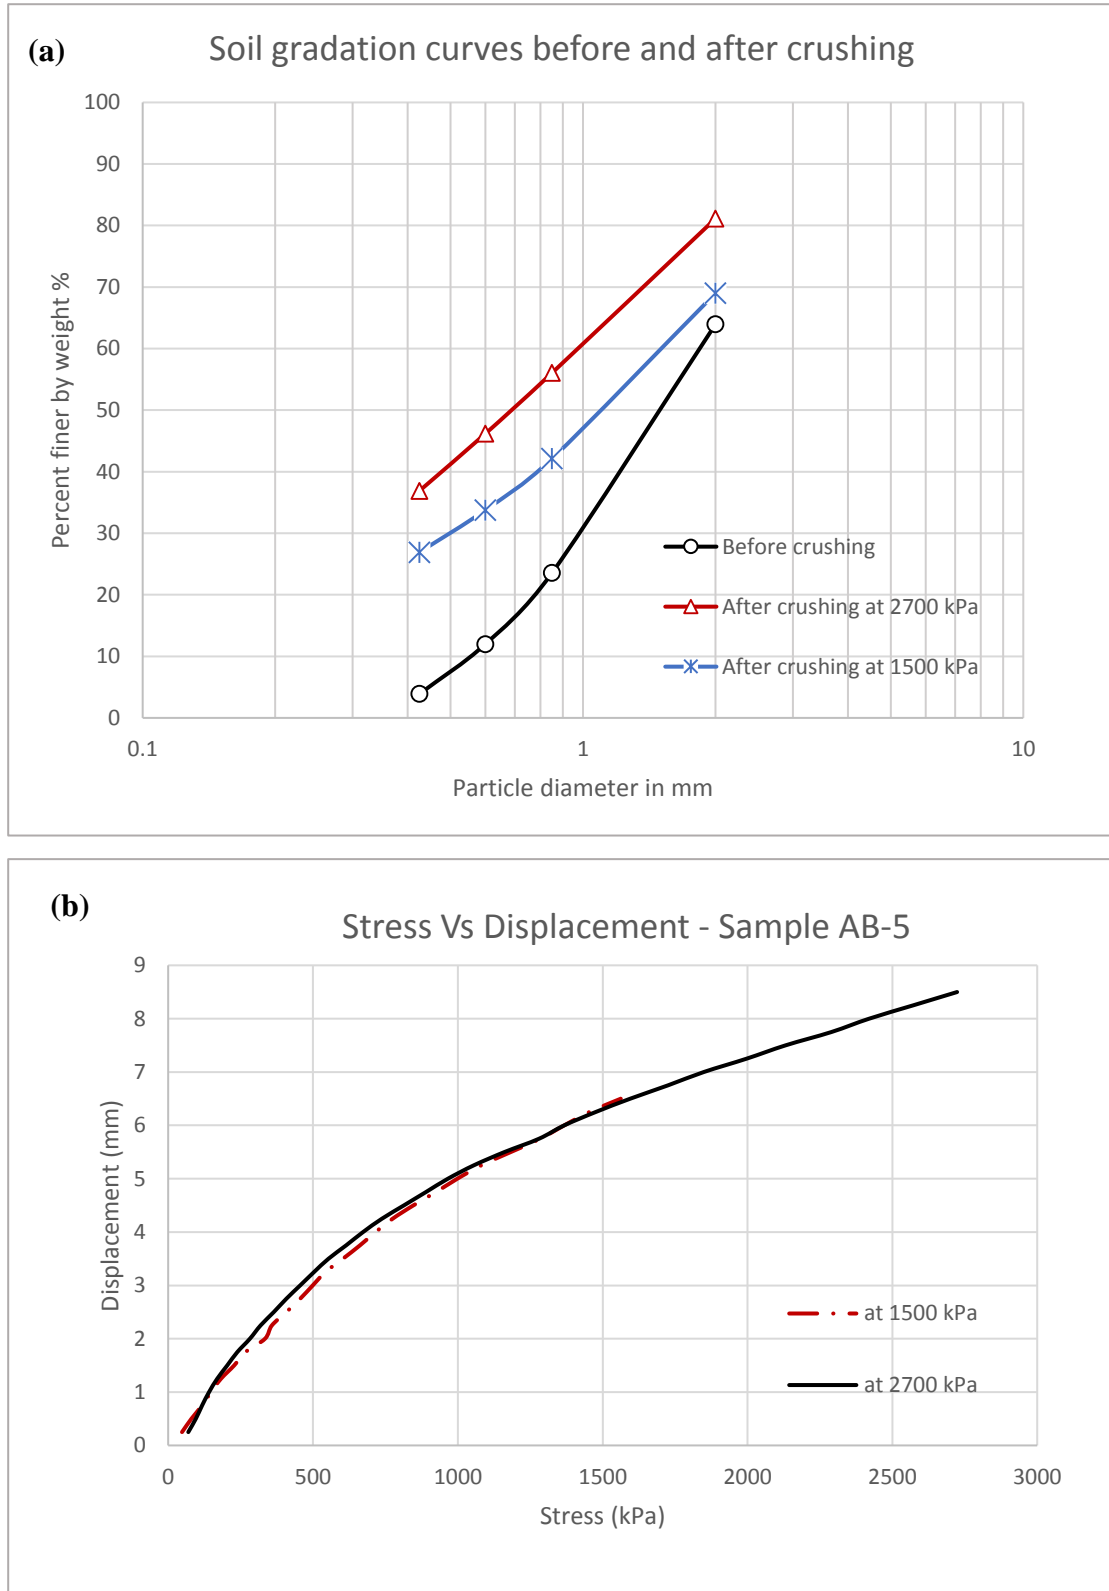 (a)
Soil gradation curves before and after crushing
100
90
80
70
60
50
40
30
20
10
0
Percent finer by weight %
Before crushing
After crushing at 2700 kPa
After crushing at 1500 kPa
0.1
1
10
Particle diameter in mm
(b)
Stress Vs Displacement - Sample AB-5
9
8
7
6
5
4
3
2
1
0
Displacement (mm)
at 1500 kPa
at 2700 kPa
0
500
1000
1500
2000
2500
3000
Stress (kPa)